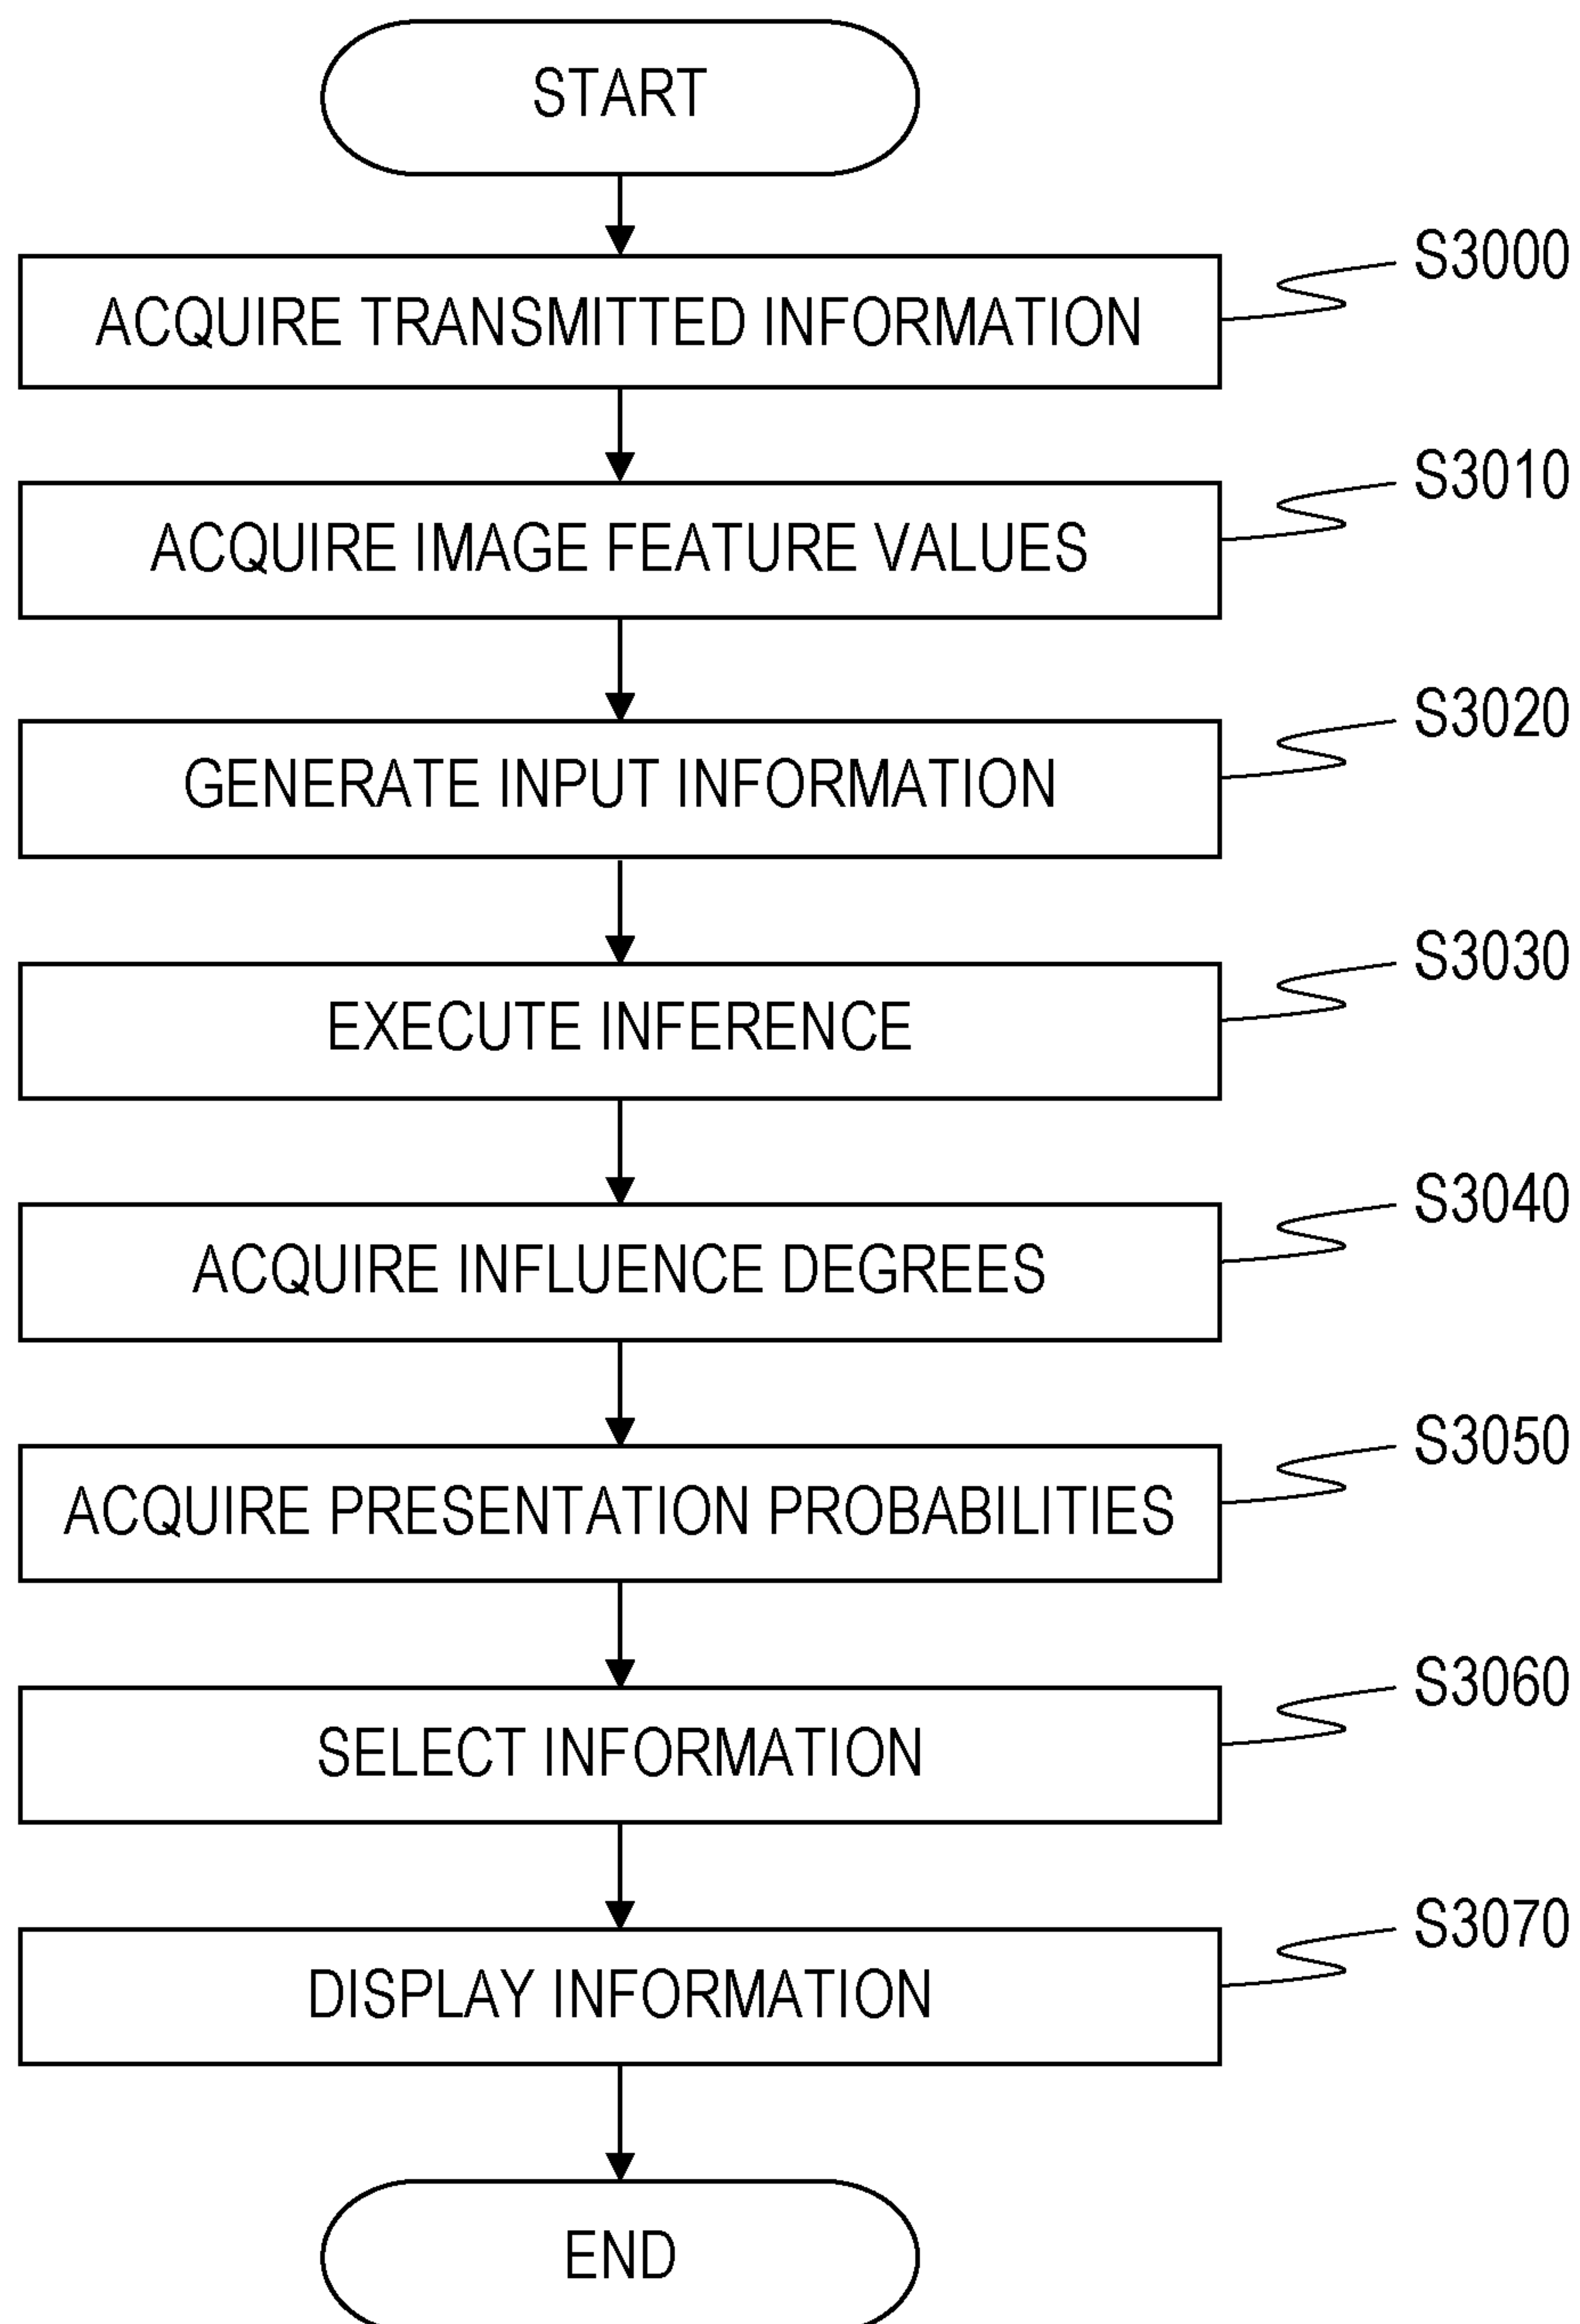 START
S3000
ACQUIRE TRANSMITTED INFORMATION
S3010
ACQUIRE IMAGE FEATURE VALUES
S3020
GENERATE INPUT INFORMATION
S3030
EXECUTE INFERENCE
S3040
ACQUIRE INFLUENCE DEGREES
S3050
ACQUIRE PRESENTATION PROBABILITIES
S3060
SELECT INFORMATION
S3070
DISPLAY INFORMATION
END